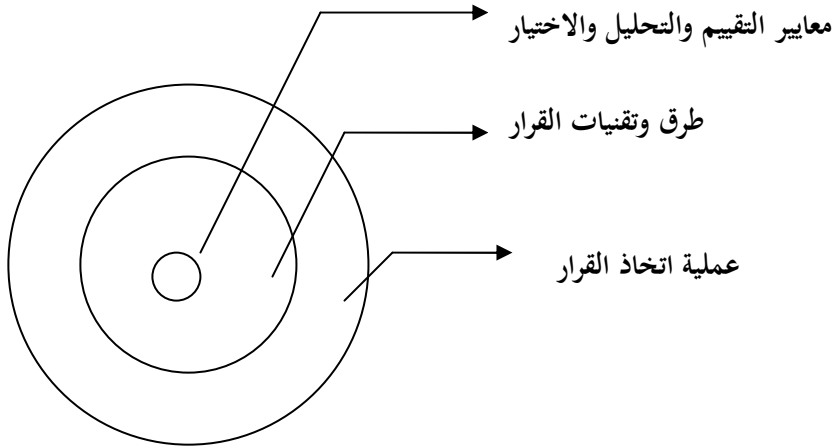 معايير التقييم والتحليل والاختيار
طرق وتقنيات القرار
عملية اتخاذ القرار